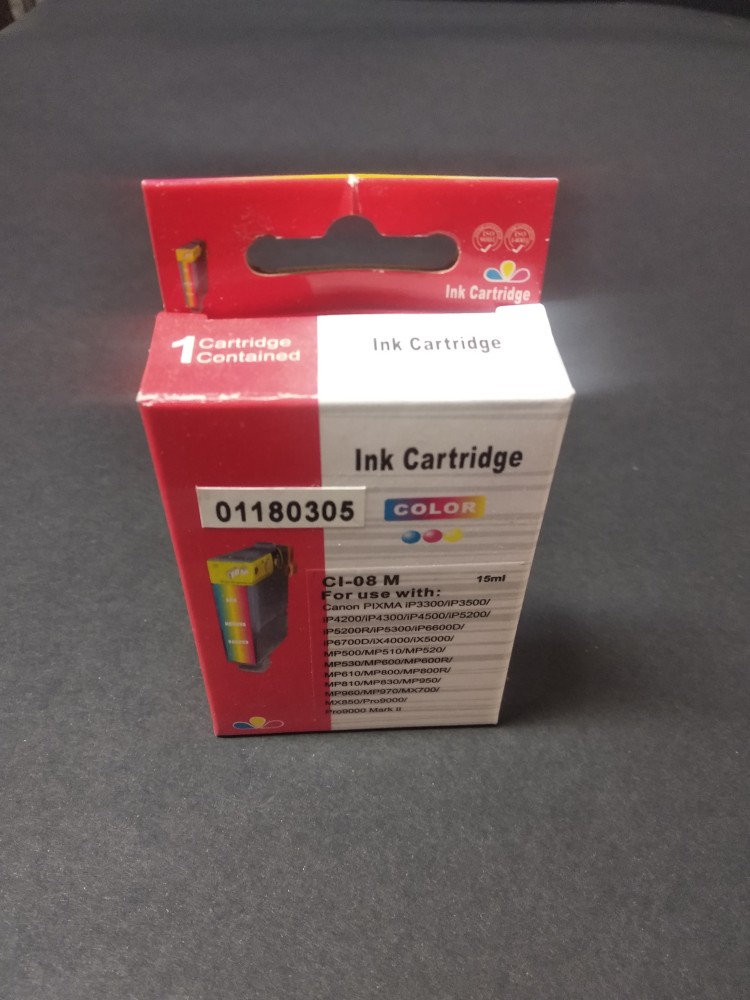 Ink Cartridge
1 Cartridge
Contained
Ink Cartridge
Ink Cartridge
01180305
COLOR
CI-08 M
15ml
For use with:
Canon PIXMA iP3300/iP3500/
iP4200/iP4300/iP4500/iP5200/
iP5200R/iP5300/iP6600D/
iP6700D/iX4000/iX5000/
MP500/MP510/MP520/
MP530/MP600/MP600R/
MP610/MP800/MP800R/
MP810/MP830/MP950/
MP960/MP970/MX700/
MX850/Pro9000/
Pro9000 Mark II